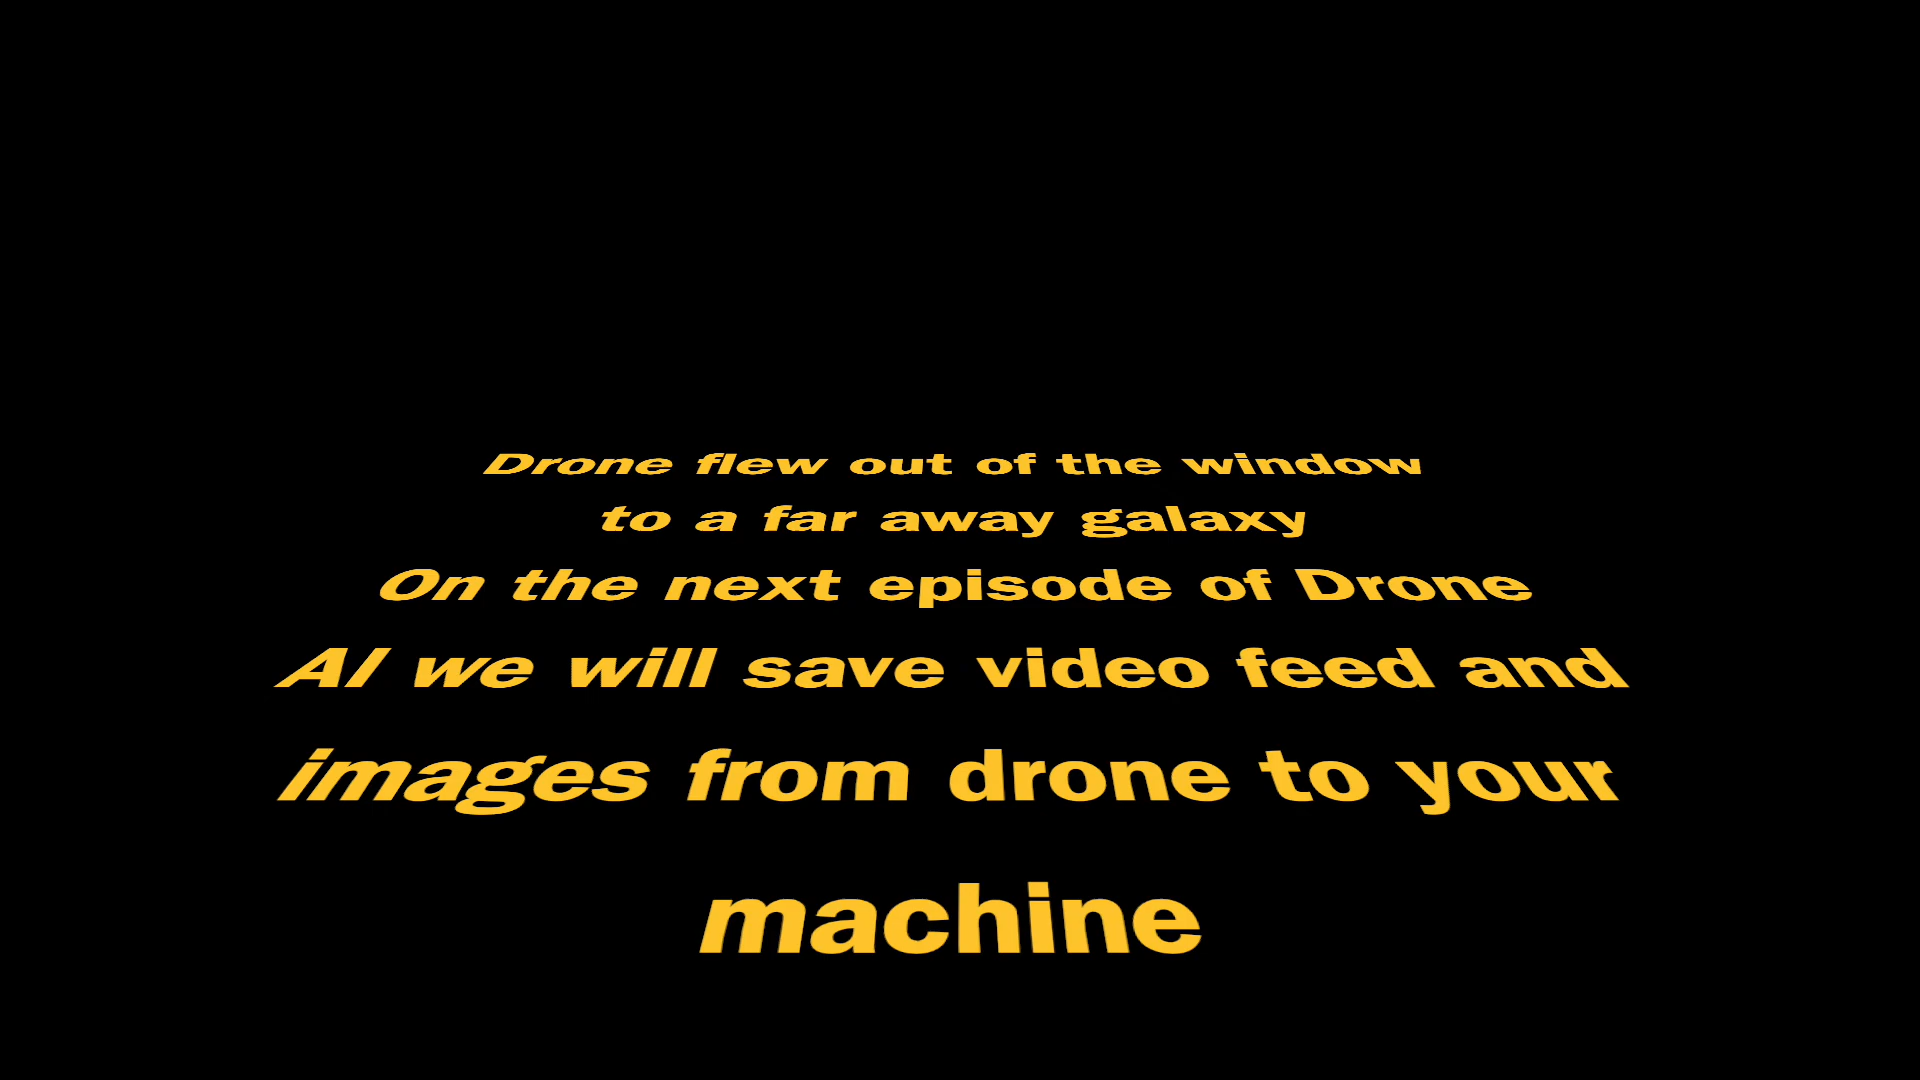 Drone flew out of the window
to a far away galaxy
On the next episode of Drone
AI we will save video feed and
images from drone to your
machine